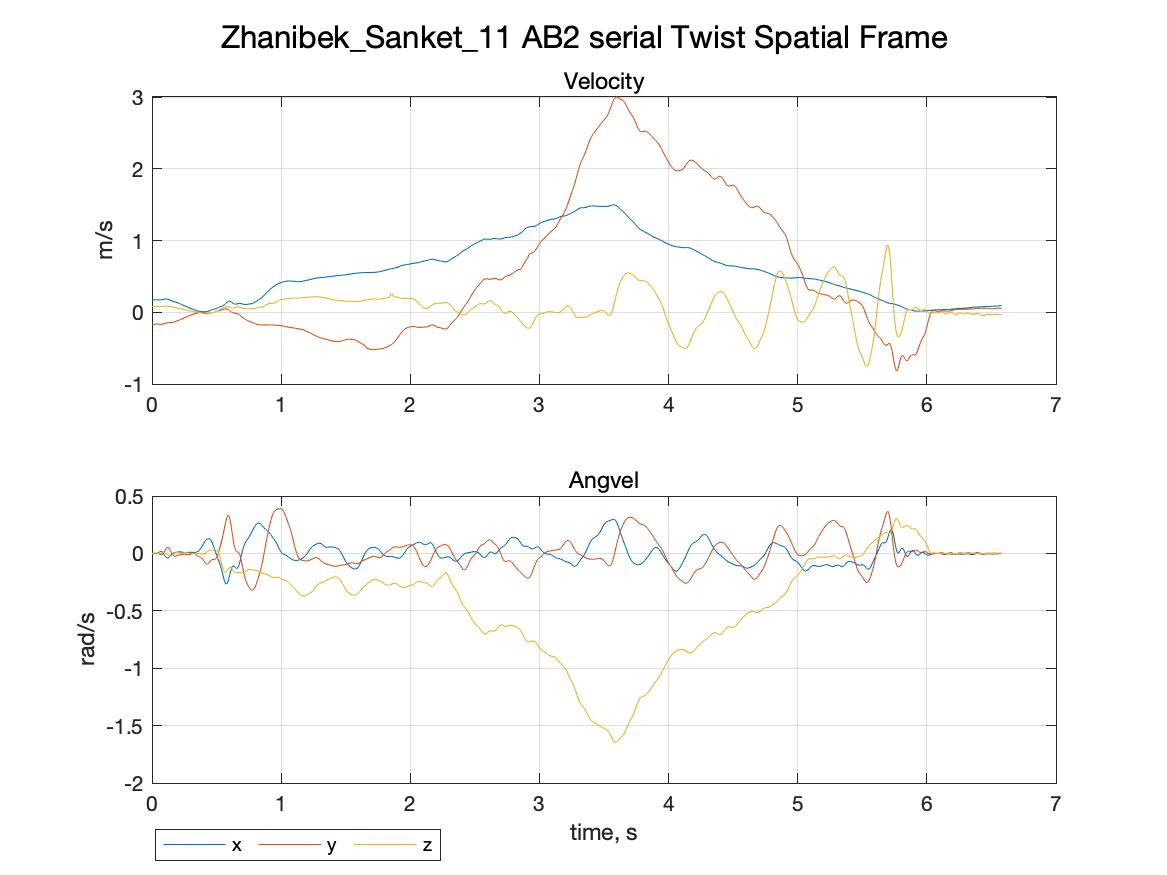 Zhanibek_Sanket_11 AB2 serial Twist Spatial Frame
Velocity
3
2
1
0
-1
m/s
0 1 2 3 4 5 6 7
Angvel
0.5
0
-0.5
-1
-1.5
-2
rad/s
0 1 2 3 4 5 6 7
time, s
x y z